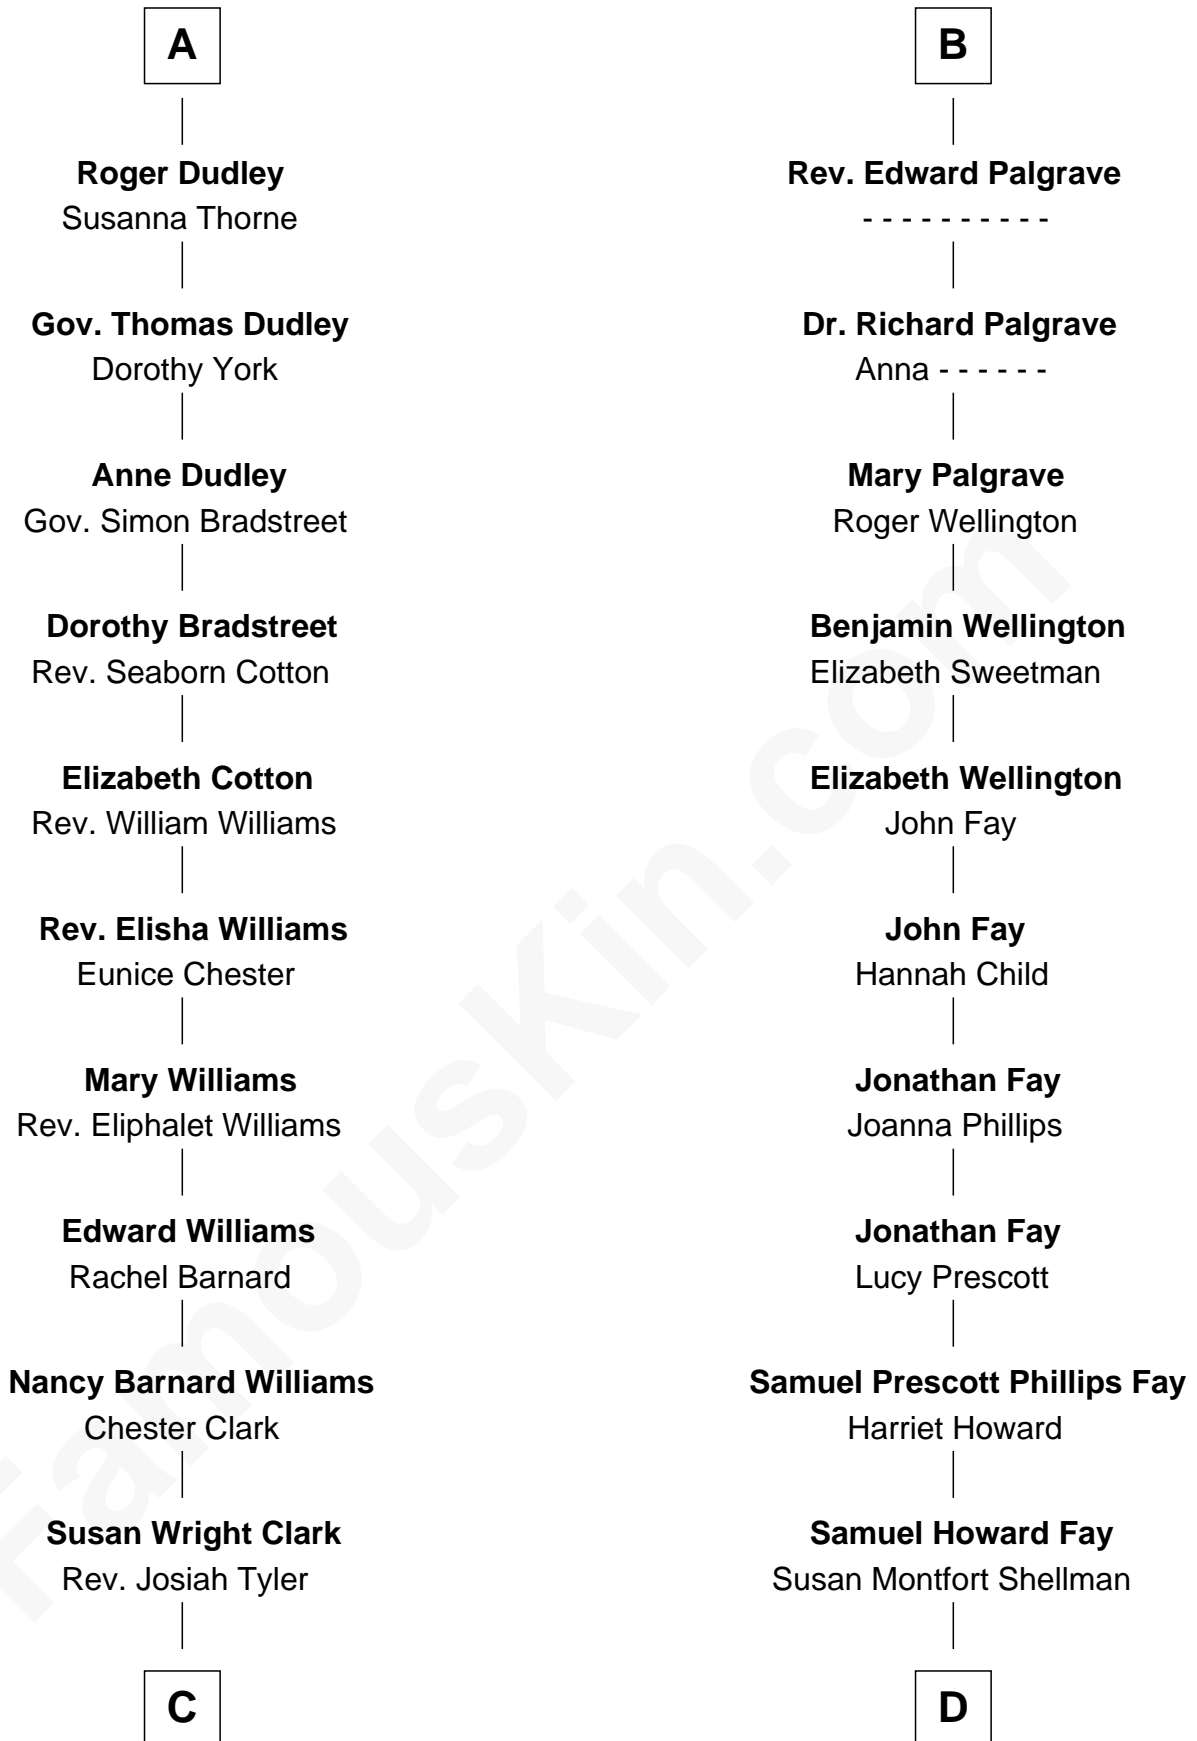 A
Roger Dudley
Susanna Thorne
Gov. Thomas Dudley
Dorothy York
Anne Dudley
Gov. Simon Bradstreet
Dorothy Bradstreet
Rev. Seaborn Cotton
Elizabeth Cotton
Rev. William Williams
Rev. Elisha Williams
Eunice Chester
Mary Williams
Rev. Eliphalet Williams
Edward Williams
Rachel Barnard
Nancy Barnard Williams
Chester Clark
Susan Wright Clark
Rev. Josiah Tyler
C
B
Rev. Edward Palgrave
- - - - - - - - - -
Dr. Richard Palgrave
Anna - - - - - -
Mary Palgrave
Roger Wellington
Benjamin Wellington
Elizabeth Sweetman
Elizabeth Wellington
John Fay
John Fay
Hannah Child
Jonathan Fay
Joanna Phillips
Jonathan Fay
Lucy Prescott
Samuel Prescott Phillips Fay
Harriet Howard
Samuel Howard Fay
Susan Montfort Shellman
D
FamousKin.com